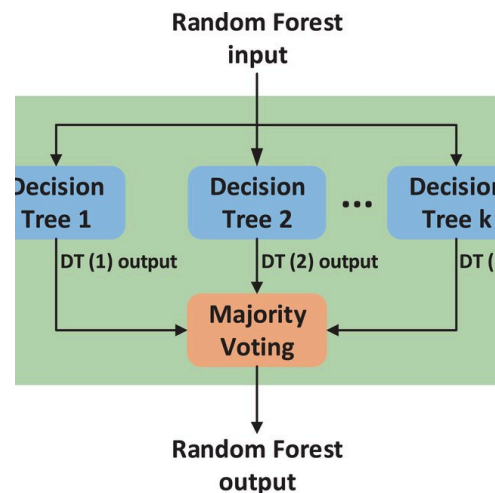 Random Forest
input
Decision
Tree 1
Decision
Tree 2
...
Decision
Tree k
DT (1) output
DT (2) output
DT (
Majority
Voting
Random Forest
output